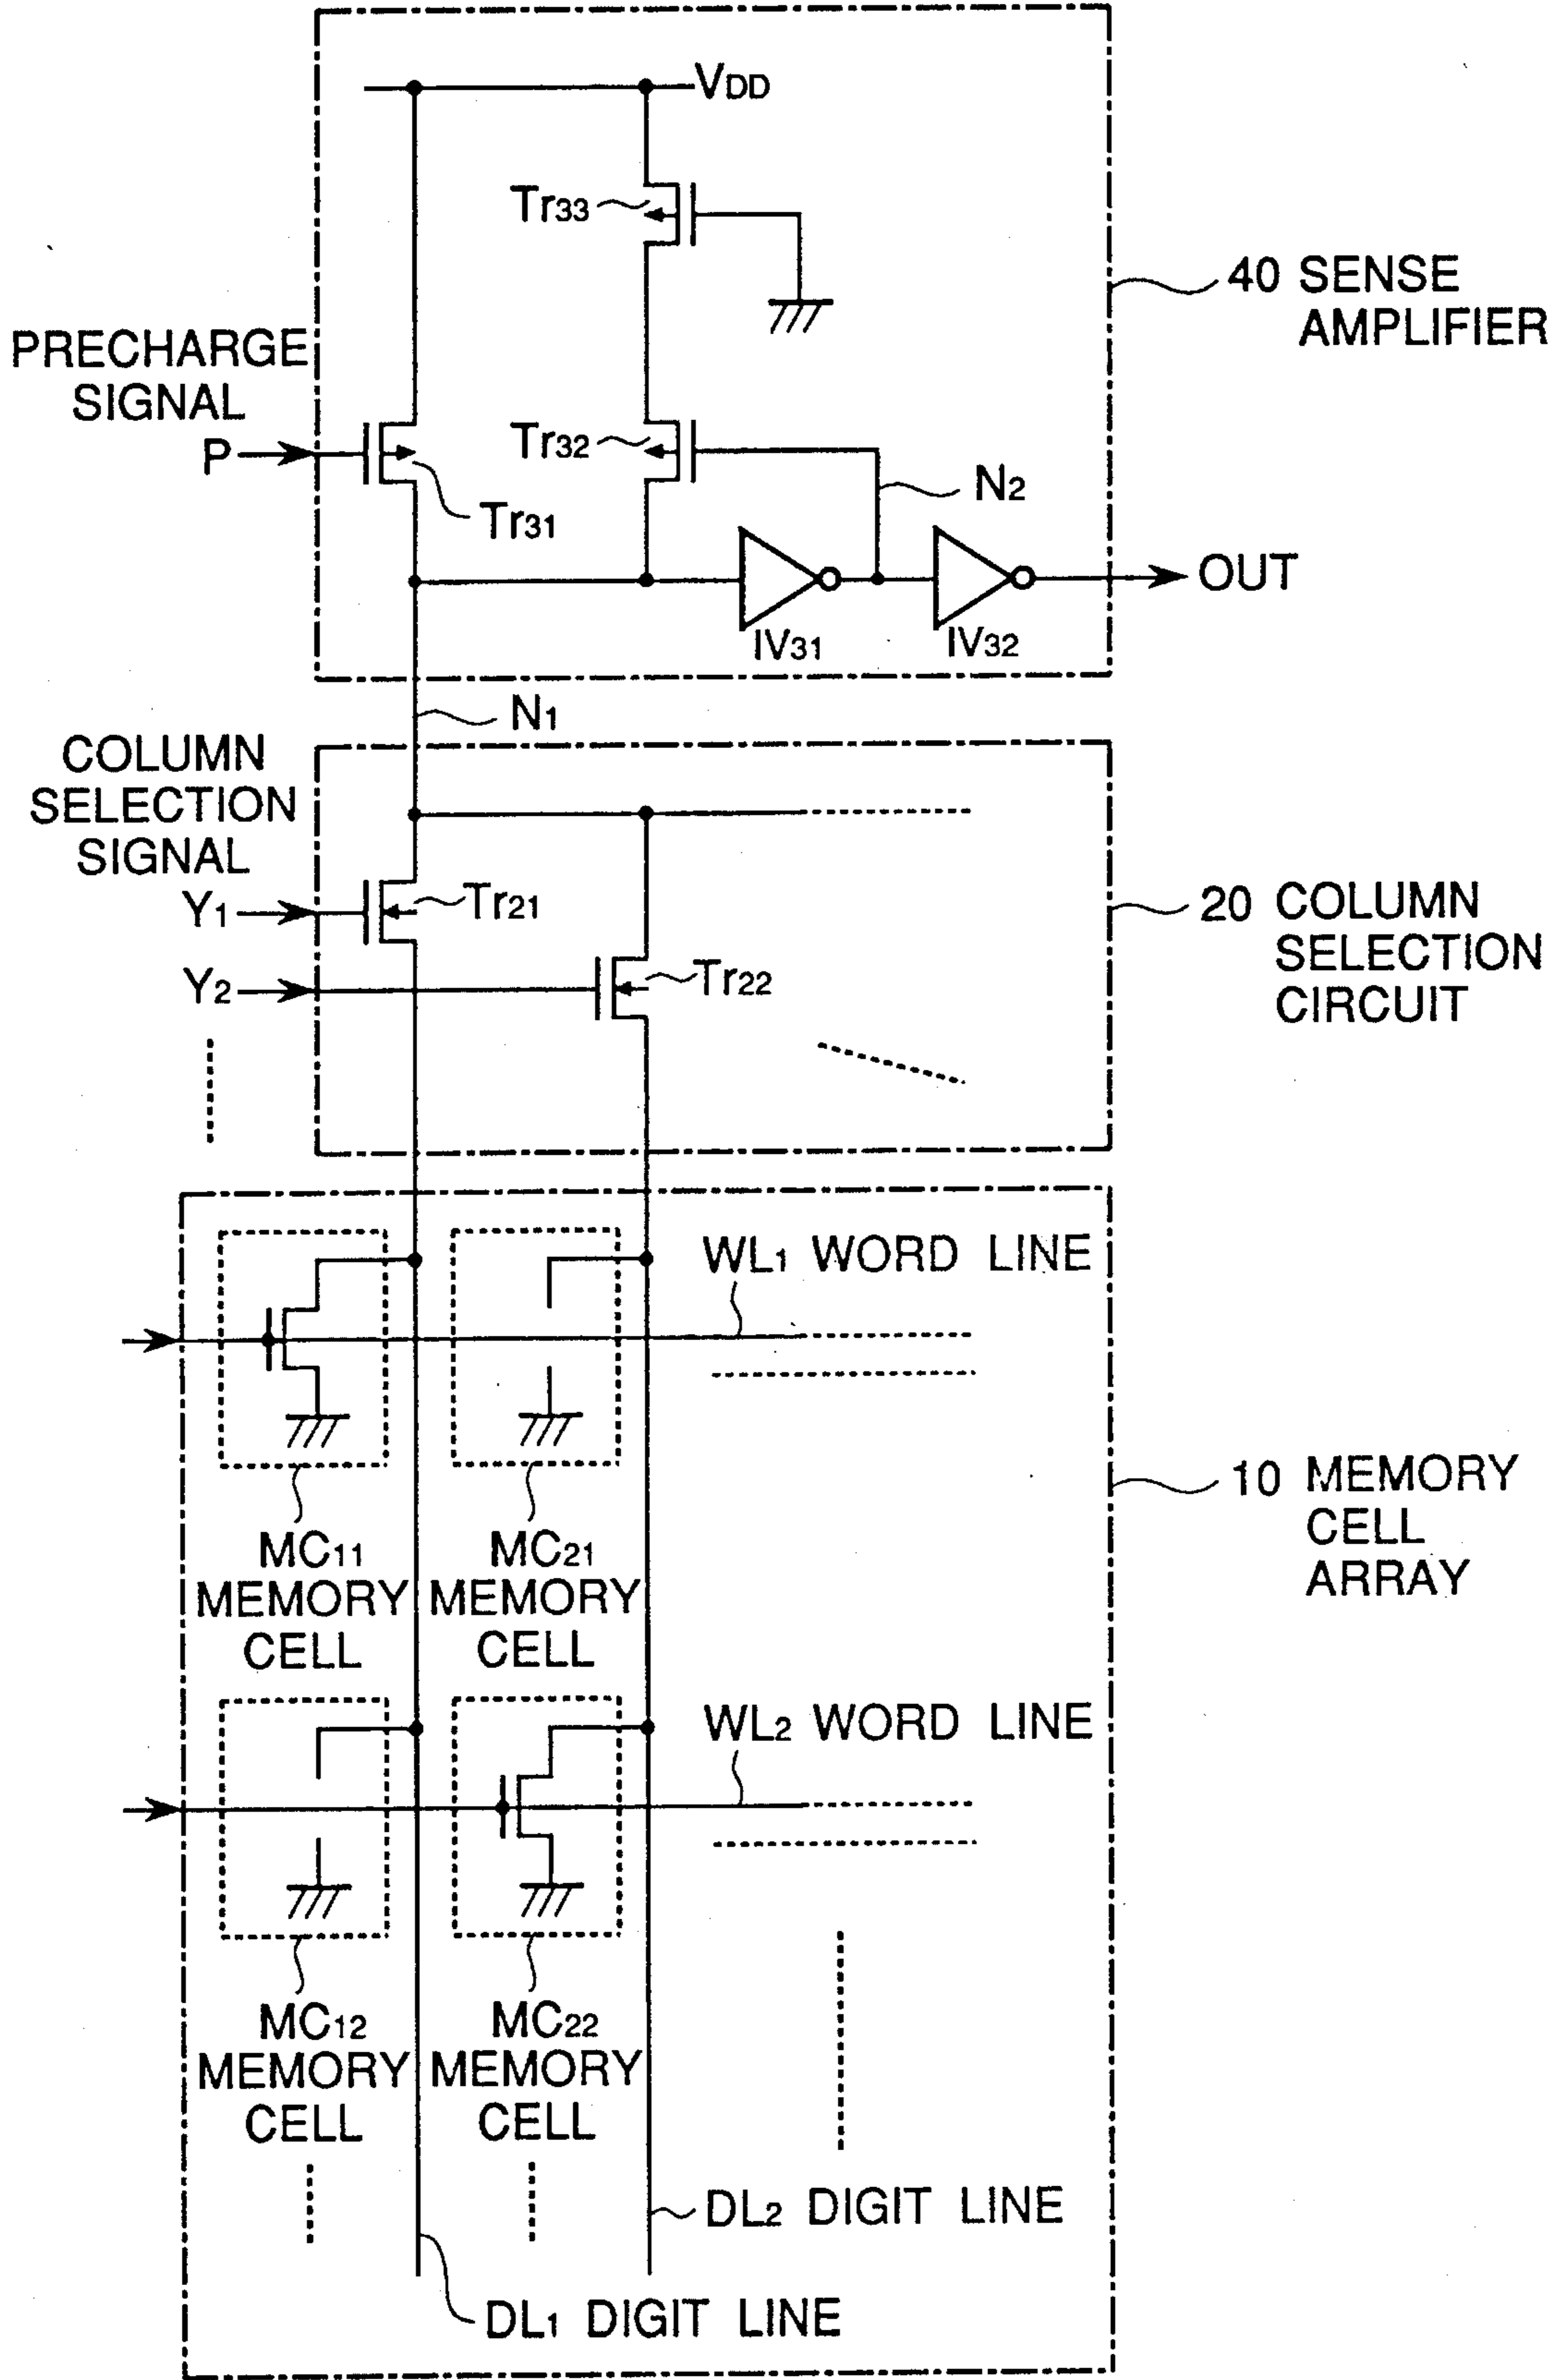 VDD
Tr33
40 SENSE
AMPLIFIER
PRECHARGE
SIGNAL
P
Tr32
N2
Tr31
OUT
IV31
IV32
N1
COLUMN
SELECTION
SIGNAL
Y1
Tr21
20 COLUMN
SELECTION
CIRCUIT
Y2
Tr22
WL1 WORD LINE
10 MEMORY
CELL
ARRAY
MC11
MEMORY
CELL
MC21
MEMORY
CELL
WL2 WORD LINE
MC12
MEMORY
CELL
MC22
MEMORY
CELL
DL2 DIGIT LINE
DL1 DIGIT LINE